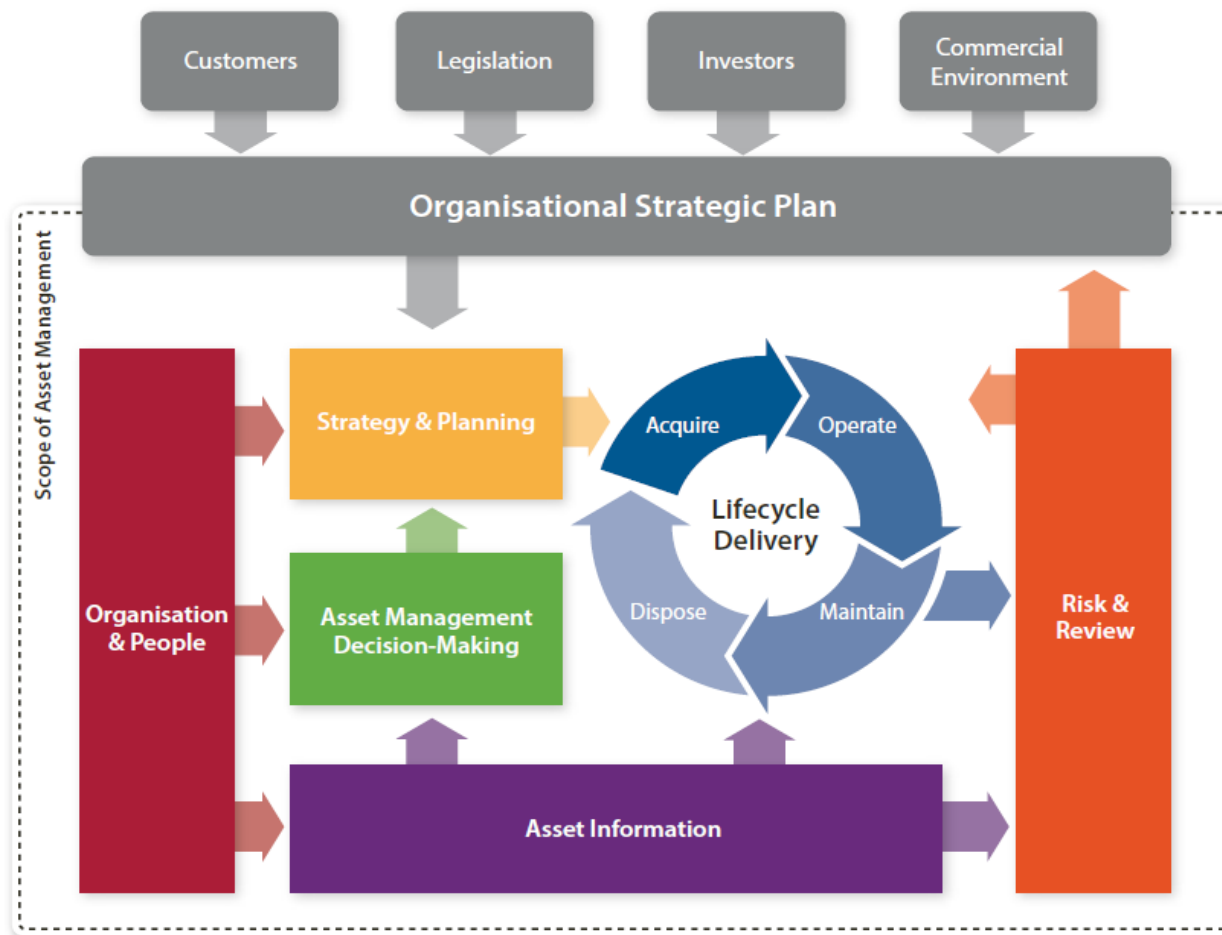 Customers
Legislation
Investors
Commercial
Environment
Organisational Strategic Plan
Scope of Asset Management
Strategy & Planning
Acquire
Operate
Lifecycle
Delivery
Organisation
& People
Asset Management
Decision-Making
Dispose
Maintain
Risk &
Review
Asset Information